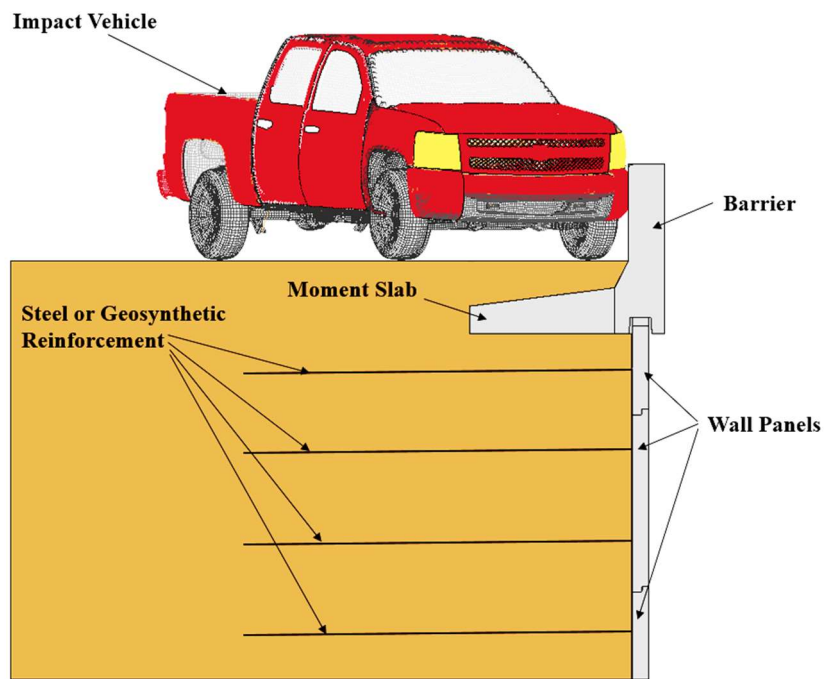 Impact Vehicle
Barrier
Moment Slab
Steel or Geosynthetic
Reinforcement
Wall Panels